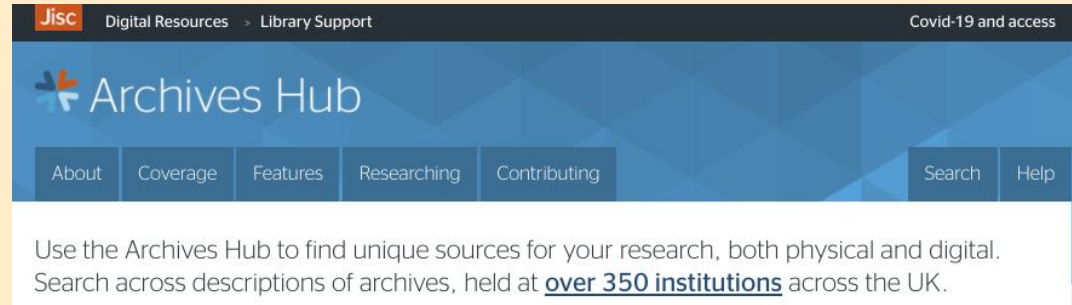 Jisc Digital Resources > Library Support Covid-19 and access
Archives Hub
About Coverage Features Researching Contributing Search Help
Use the Archives Hub to find unique sources for your research, both physical and digital.
Search across descriptions of archives, held at over 350 institutions across the UK.